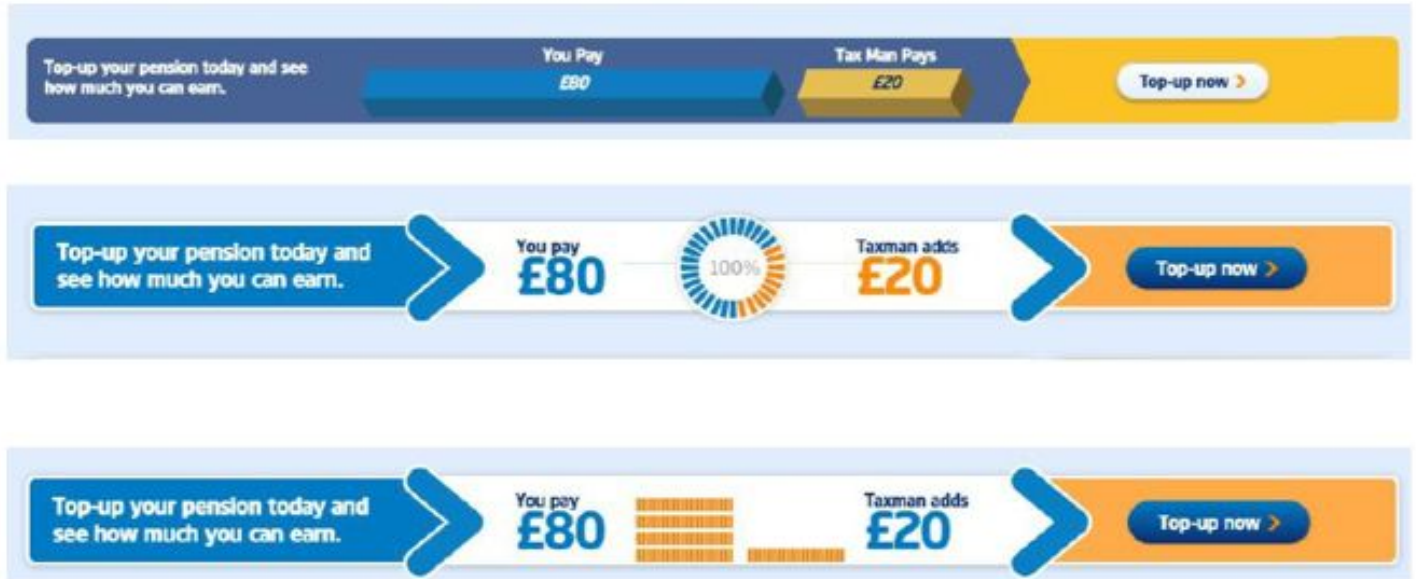 Top-up your pension today and see
how much you can earn.
You Pay
£80
Tax Man Pays
£20
Top-up now >
Top-up your pension today and
see how much you can earn.
You pay
£80
100%
Taxman adds
£20
Top-up now >
Top-up your pension today and
see how much you can earn.
You pay
£80
Taxman adds
£20
Top-up now >